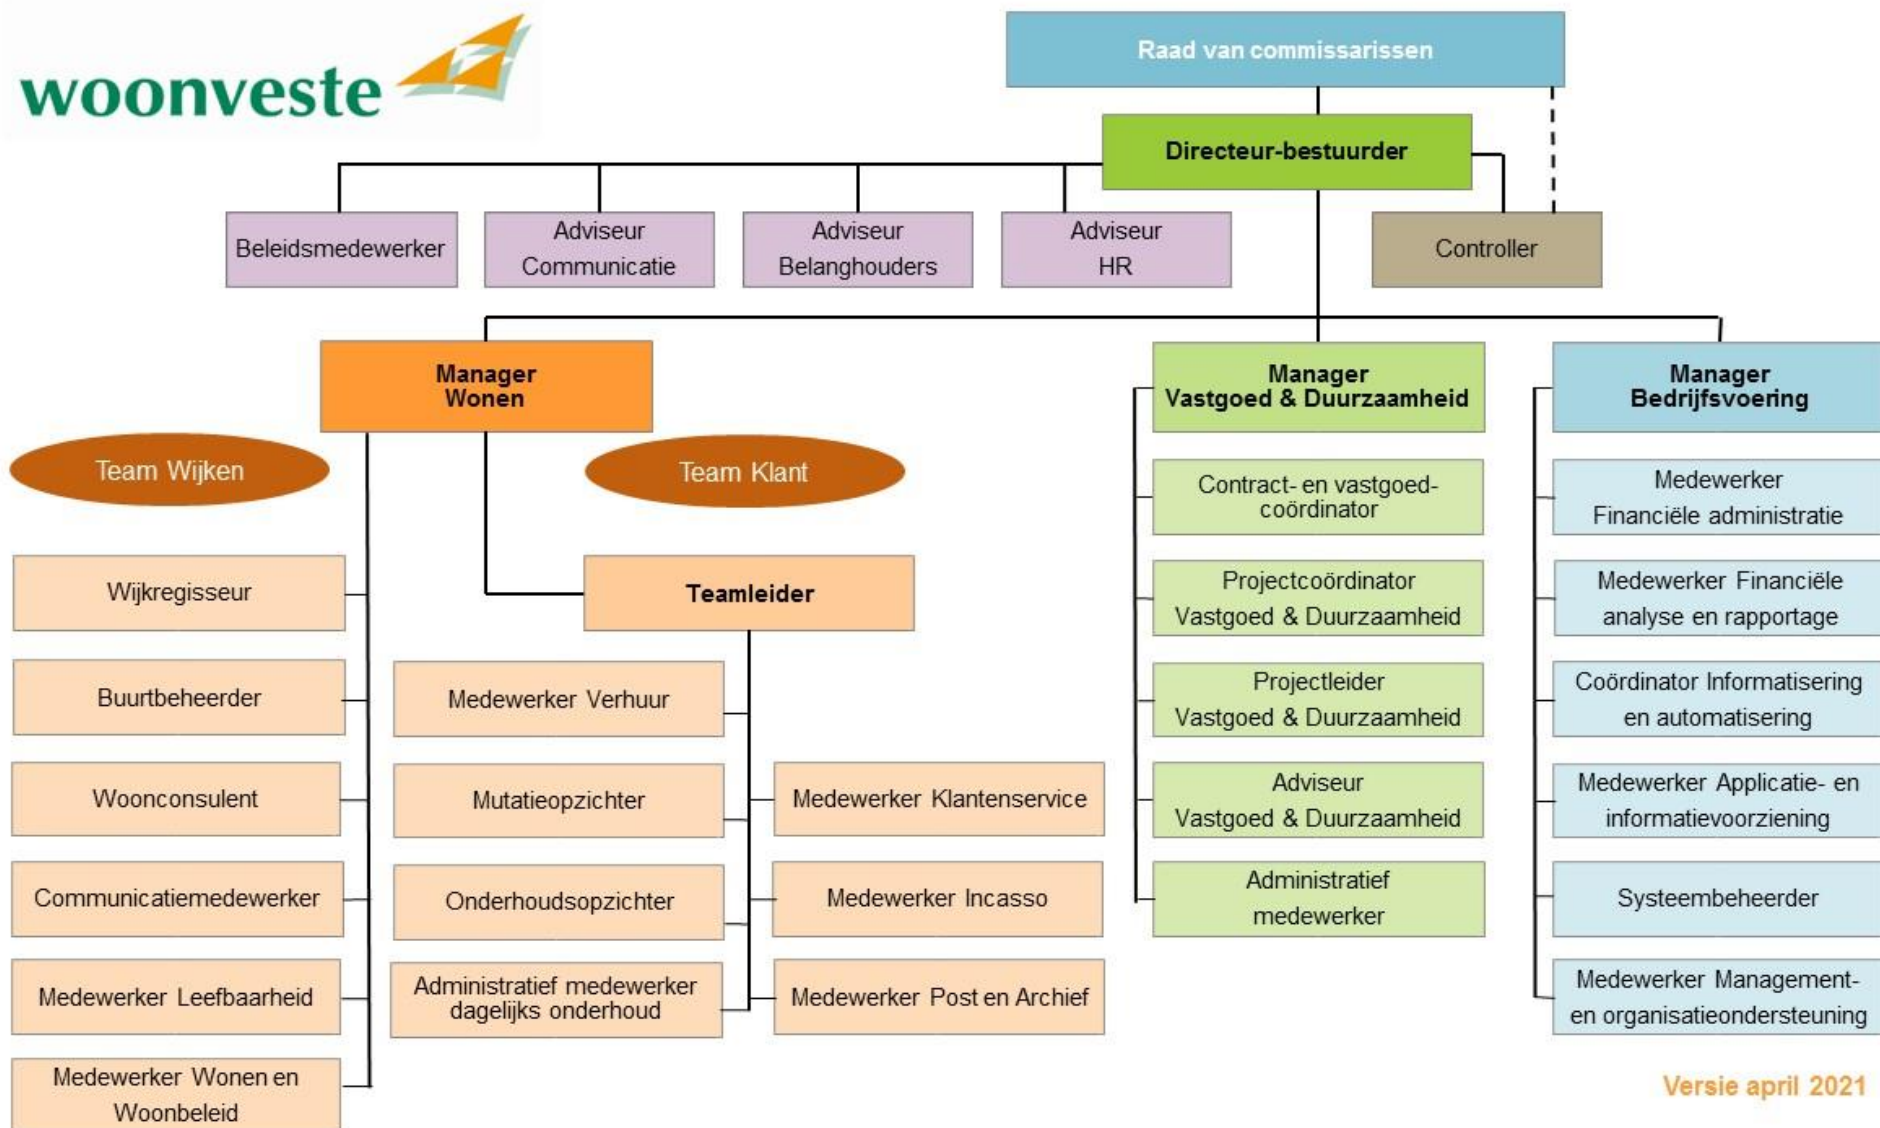 woonveste
Raad van commissarissen
Directeur-bestuurder
Beleidsmedewerker
Adviseur
Communicatie
Adviseur
Belanghouders
Adviseur
HR
Controller
Manager
Wonen
Manager
Vastgoed & Duurzaamheid
Manager
Bedrijfsvoering
Team Wijken
Team Klant
Wijkregisseur
Buurtbeheerder
Woonconsulent
Communicatiemedewerker
Medewerker Leefbaarheid
Medewerker Wonen en
Woonbeleid
Teamleider
Medewerker Verhuur
Mutatieopzichter
Onderhoudsopzichter
Administratief medewerker
dagelijks onderhoud
Medewerker Klantenservice
Medewerker Incasso
Medewerker Post en Archief
Contract- en vastgoed-
coördinator
Projectcoördinator
Vastgoed & Duurzaamheid
Projectleider
Vastgoed & Duurzaamheid
Adviseur
Vastgoed & Duurzaamheid
Administratief
medewerker
Medewerker
Financiële administratie
Medewerker Financiële
analyse en rapportage
Coördinator Informatisering
en automatisering
Medewerker Applicatie- en
informatievoorziening
Systeembeheerder
Medewerker Management-
en organisatieondersteuning
Versie april 2021